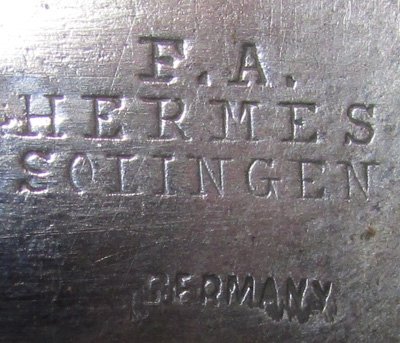 F.A.
HERMES
SOLINGEN
GERMANY